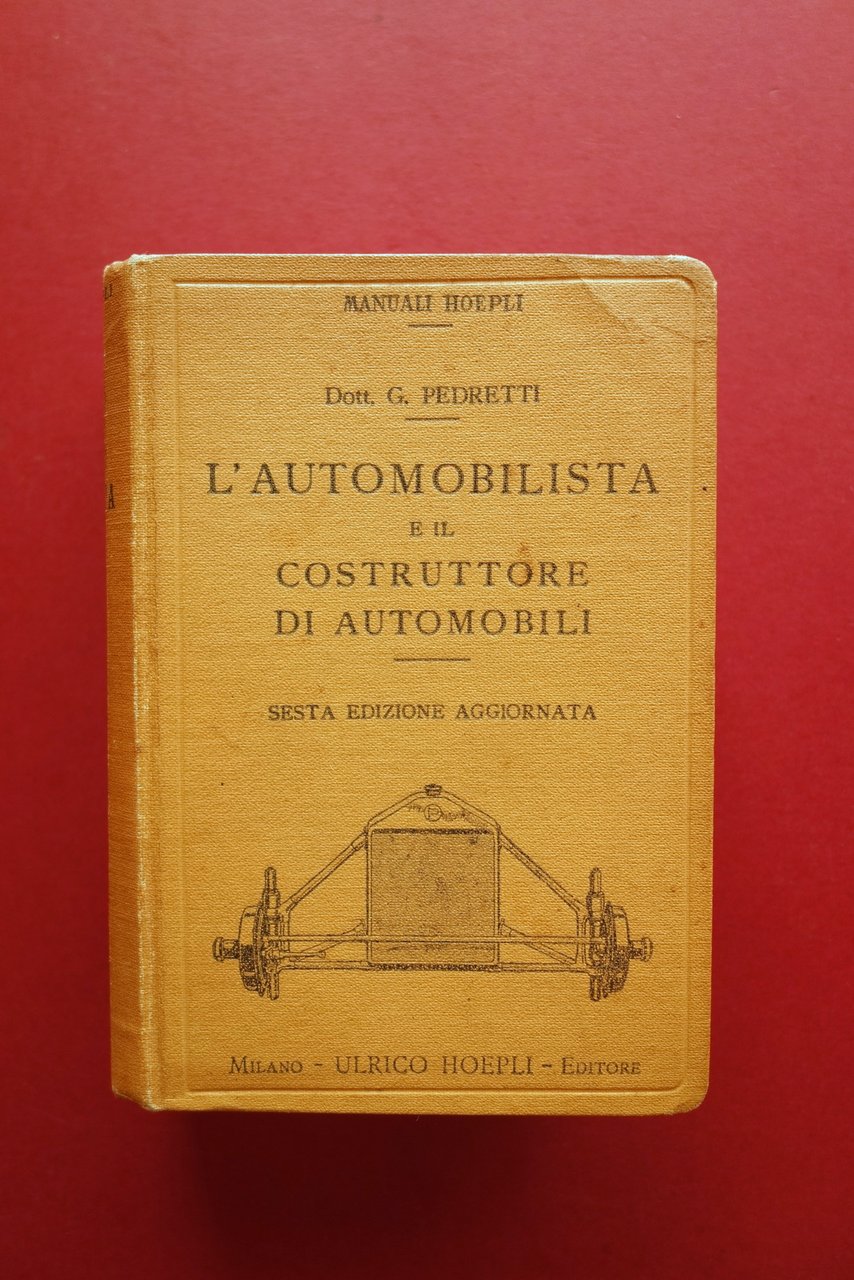 MANUALI HOEPLI
Dott. G. PEDRETTI
L'AUTOMOBILISTA
E IL
COSTRUTTORE
DI AUTOMOBILI
SESTA EDIZIONE AGGIORNATA
MILANO - ULRICO HOEPLI - EDITORE